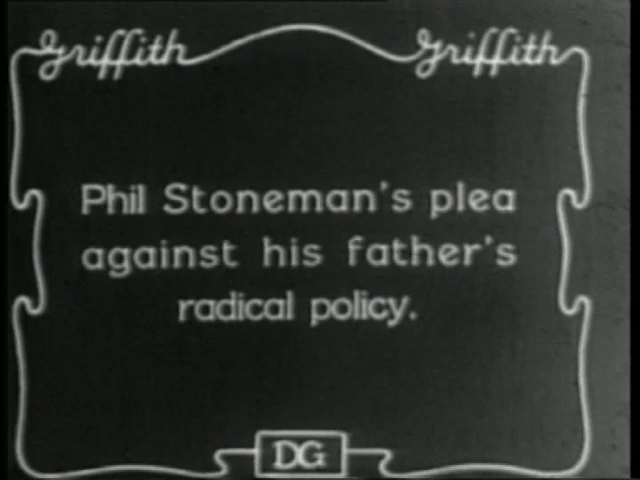 Griffith Griffith
Phil Stoneman's plea
against his father's
radical policy.
DG